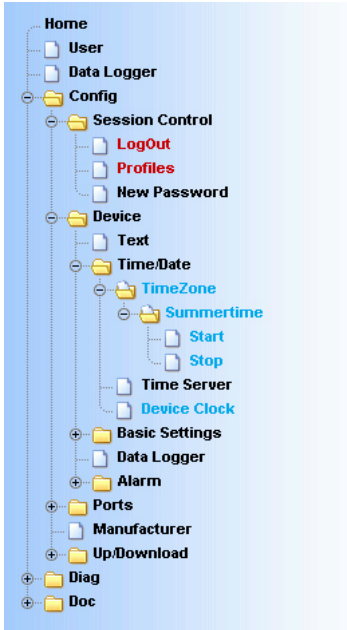 Home
User
Data Logger
Config
Session Control
LogOut
Profiles
New Password
Device
Text
Time/Date
TimeZone
Summertime
Start
Stop
Time Server
Device Clock
Basic Settings
Data Logger
Alarm
Ports
Manufacturer
Up/Download
Diag
Doc